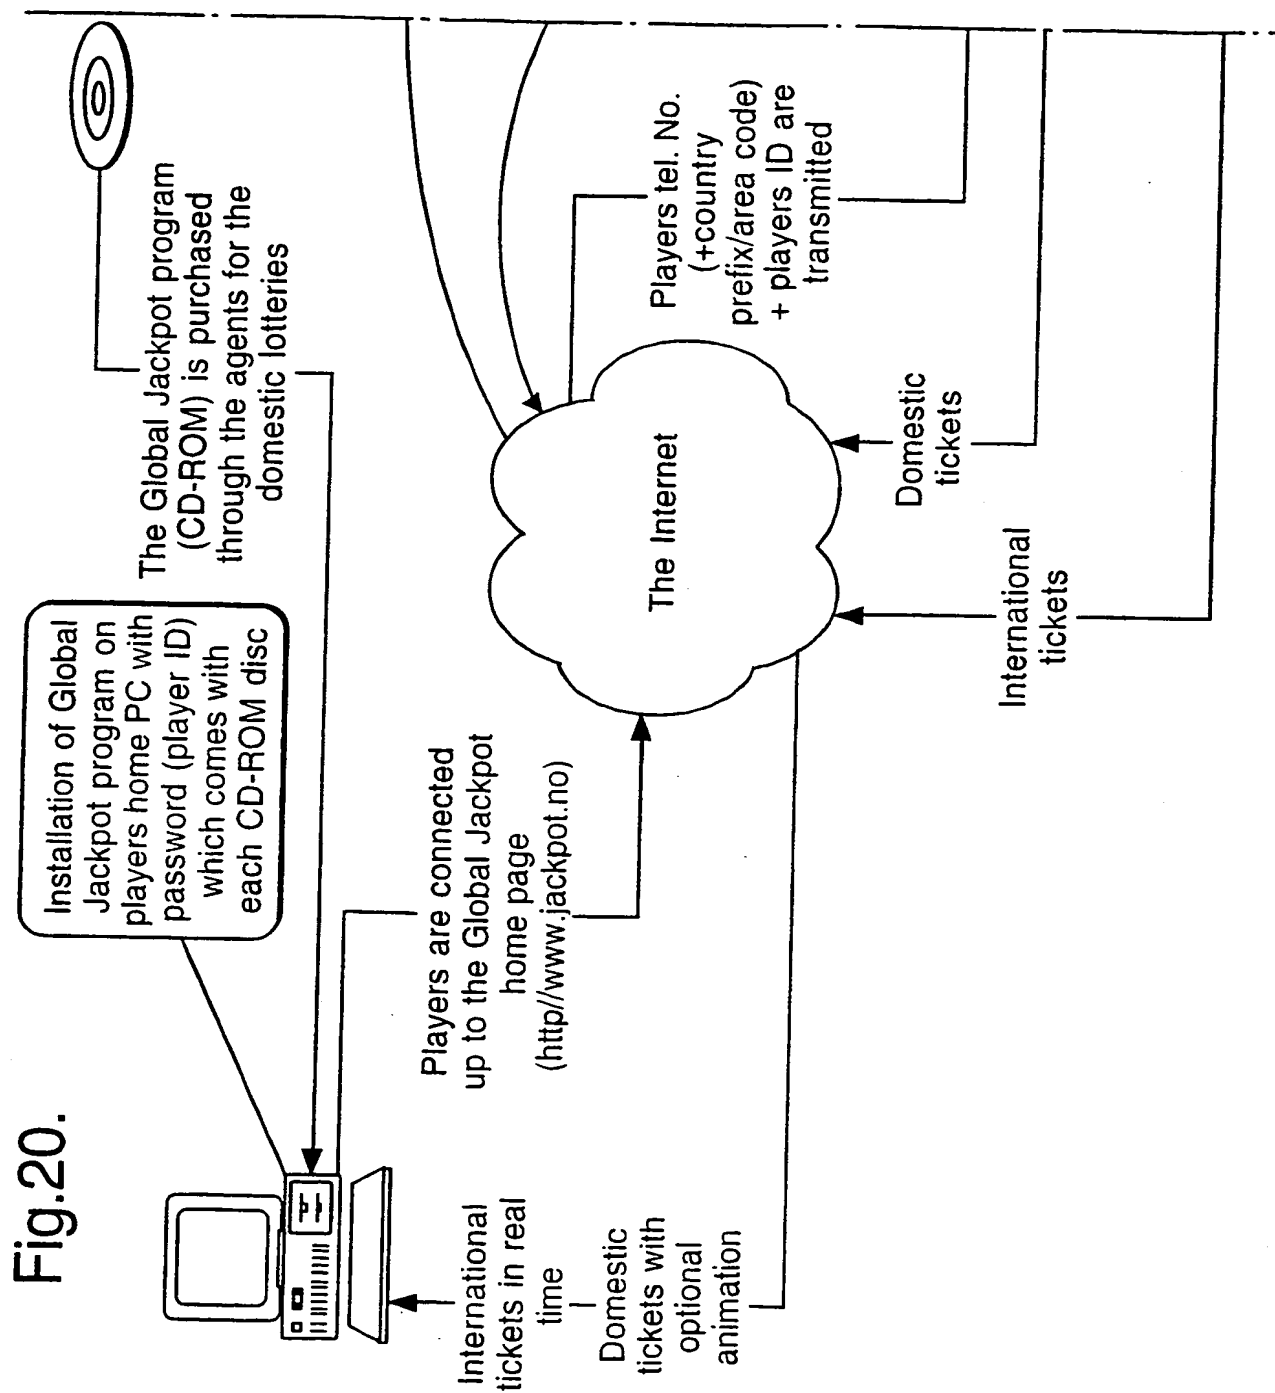 Fig.20.
Installation of Global
Jackpot program on
players home PC with
password (player ID)
which comes with
each CD-ROM disc
The Global Jackpot program
(CD-ROM) is purchased
through the agents for the
domestic lotteries
Players are connected
up to the Global Jackpot
home page
(http//www.jackpot.no)
The Internet
Players tel. No.
(+country
prefix/area code)
+ players ID are
transmitted
International
tickets in real
time
Domestic
tickets with
optional
animation
Domestic
tickets
International
tickets